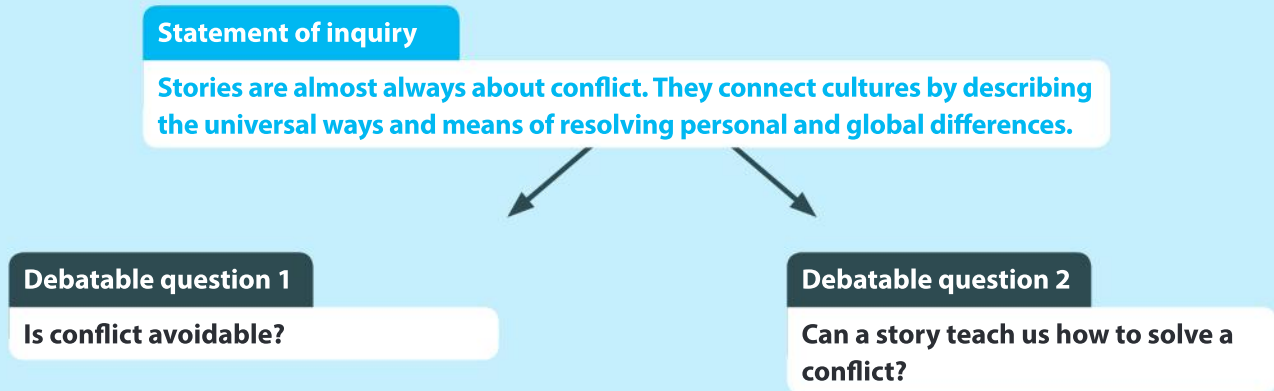 Statement of inquiry
Stories are almost always about conflict. They connect cultures by describing
the universal ways and means of resolving personal and global differences.
Debatable question 1
Is conflict avoidable?
Debatable question 2
Can a story teach us how to solve a
conflict?